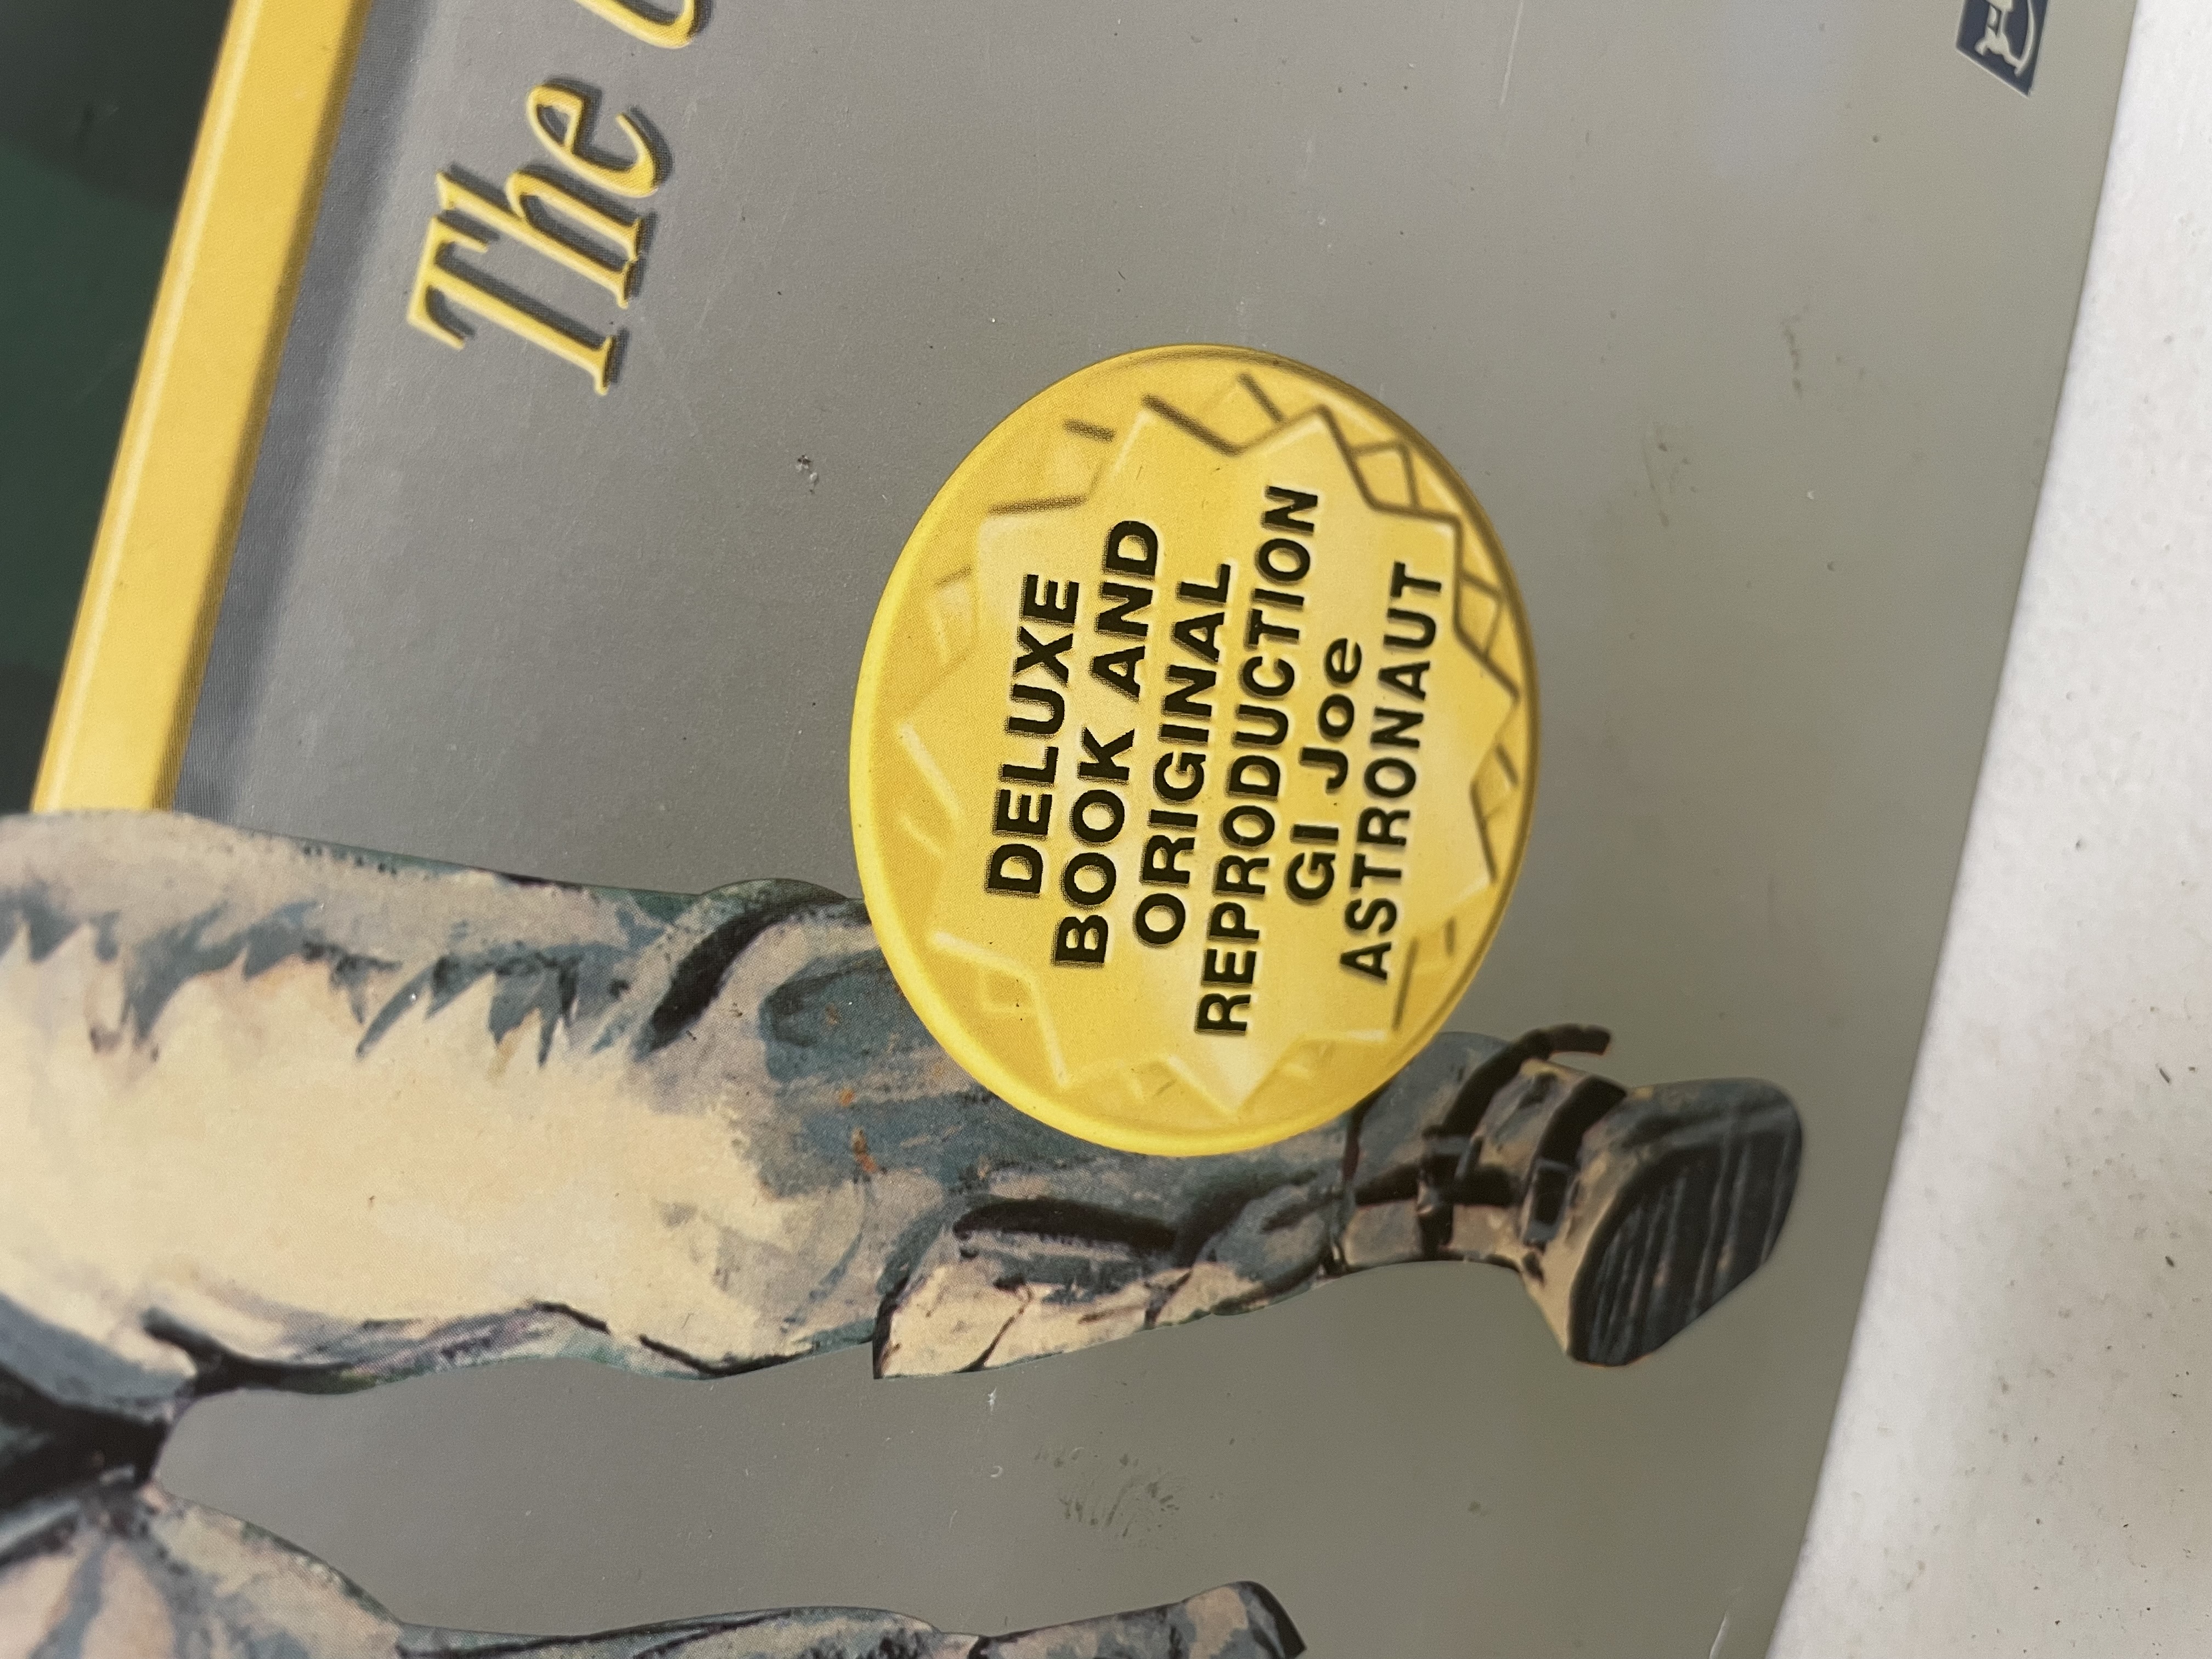 The
DELUXE
BOOK AND
ORIGINAL
REPRODUCTION
GI Joe
ASTRONAUT